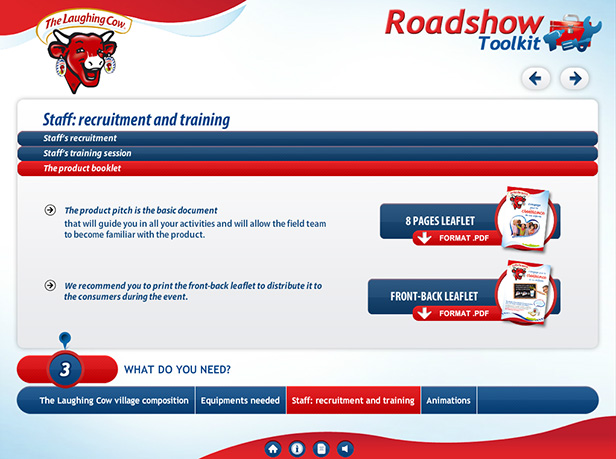 The Laughing Cow.
Roadshow
Toolkit
Staff: recruitment and training
Staff's recruitment
Staff's training session
The product booklet
The product pitch is the basic document
that will guide you in all your activities and will allow the field team
to become familiar with the product.
8 PAGES LEAFLET
FORMAT .PDF
We recommend you to print the front-back leaflet to distribute it to
the consumers during the event.
FRONT-BACK LEAFLET
FORMAT .PDF
3
WHAT DO YOU NEED?
The Laughing Cow village composition
Equipments needed
Staff: recruitment and training
Animations